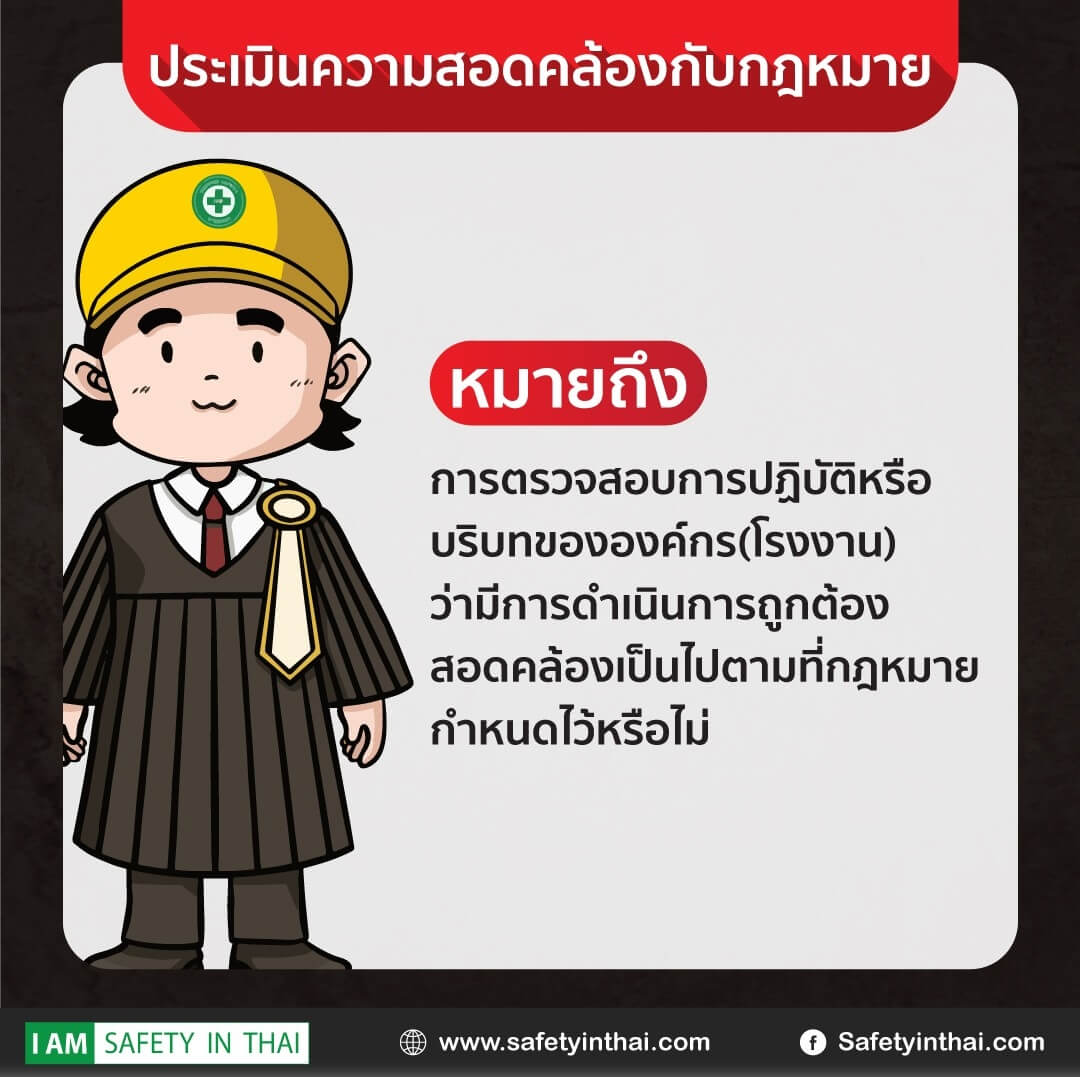 ประเมินความสอดคล้องกับกฎหมาย
หมายถึง
การตรวจสอบการปฏิบัติหรือ
บริบทขององค์กร(โรงงาน)
ว่ามีการดำเนินการถูกต้อง
สอดคล้องเป็นไปตามที่กฎหมาย
กำหนดไว้หรือไม่
I AM SAFETY IN THAI
www.safetyinthai.com
Safetyinthai.com